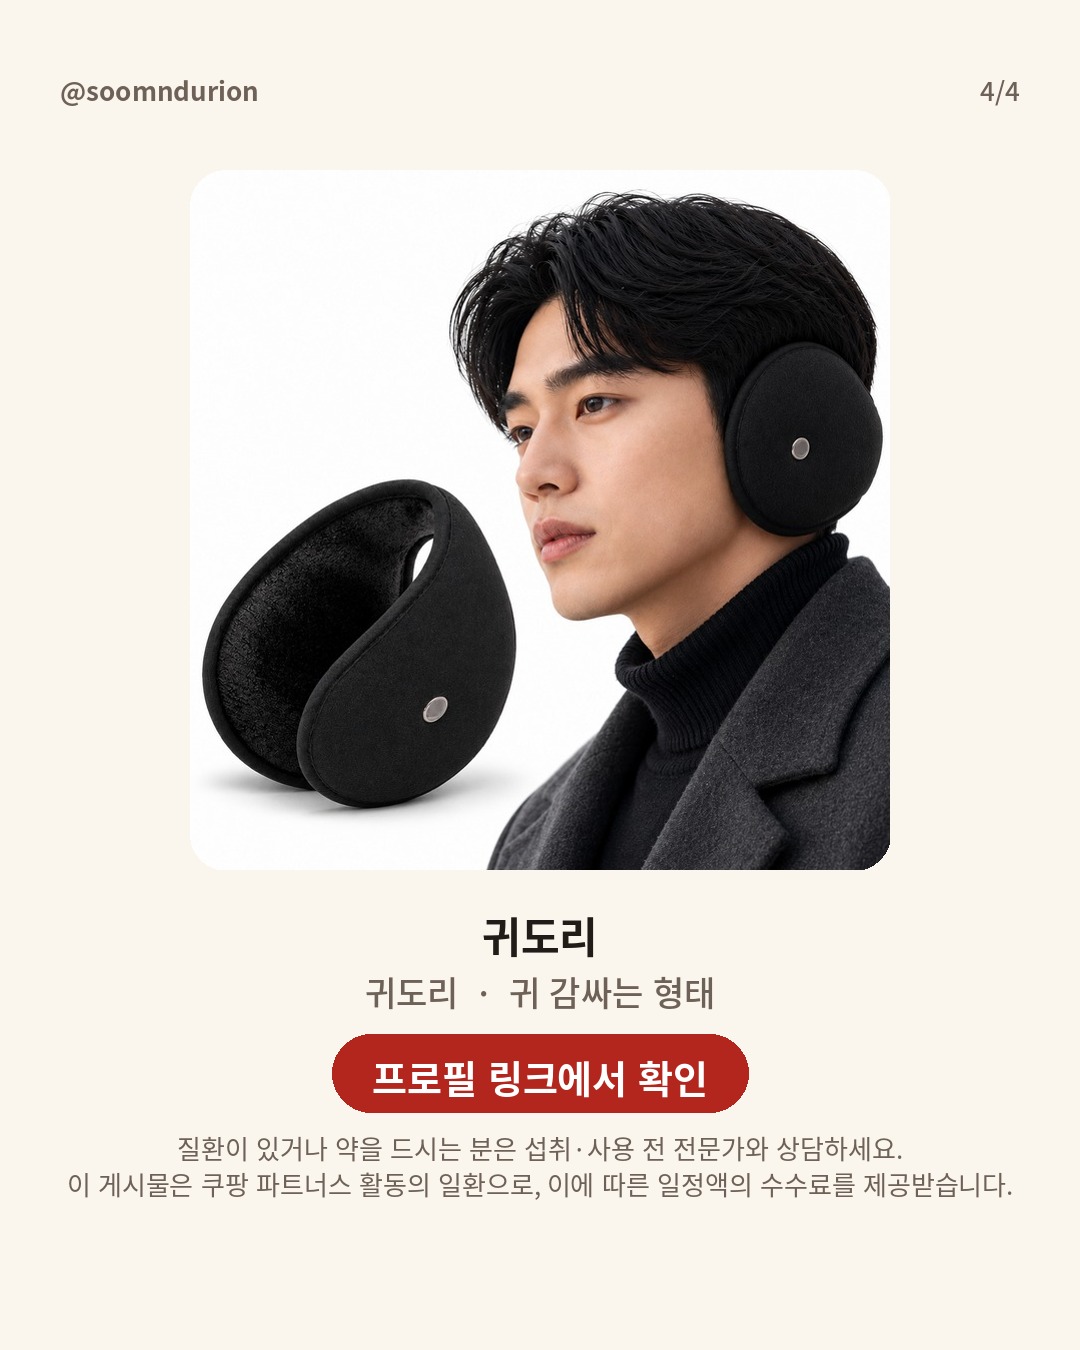 @soomndurion
4/4
귀도리
귀도리 · 귀 감싸는 형태
프로필 링크에서 확인
질환이 있거나 약을 드시는 분은 섭취·사용 전 전문가와 상담하세요.
이 게시물은 쿠팡 파트너스 활동의 일환으로, 이에 따른 일정액의 수수료를 제공받습니다.